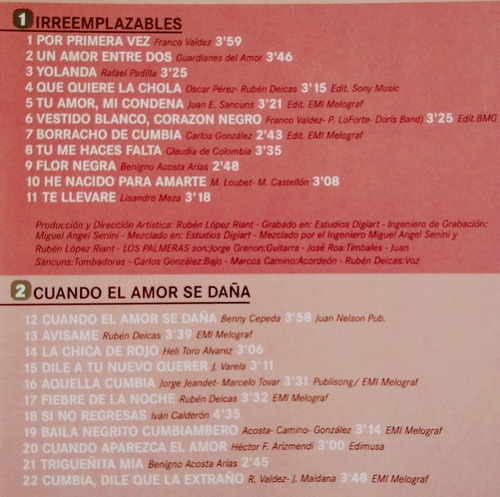 1 IRREEMPLAZABLES
1 POR PRIMERA VEZ Franco Valdez 3'59
2 UN AMOR ENTRE DOS Guardianes del Amor 3'46
3 YOLANDA Rafael Padilla 3'25
4 QUE QUIERE LA CHOLA Oscar Pérez- Rubén Deicas 3'15 Edit. Sony Music
5 TU AMOR, MI CONDENA Juan E. Sancuns 3'21 Edit. EMI Melograf
6 VESTIDO BLANCO, CORAZON NEGRO Franco Valdez- P. LoForte- Doris Band) 3'25 Edit.BMG
7 BORRACHO DE CUMBIA Carlos González 2'43 Edit. EMI Melograf
8 TU ME HACES FALTA Claudia de Colombia 3'35
9 FLOR NEGRA Benigno Acosta Arias 2'48
10 HE NACIDO PARA AMARTE M. Loubet- M. Castellón 3'08
11 TE LLEVARE Lisandro Meza 3'18
Producción y Dirección Artística: Rubén López Riant - Grabado en: Estudios Digiart - Ingeniero de Grabación:
Miguel Angel Senini - Mezclado en: Estudios Digiart - Mezclado por el Ingeniero Miguel Angel Senini y
Rubén López Riant - LOS PALMERAS son:Jorge Grenon:Guitarra - José Roa:Timbales - Juan
Sancuns:Tumbadoras - Carlos González:Bajo - Marcos Camino:Acordeón - Rubén Deicas:Voz
2 CUANDO EL AMOR SE DAÑA
12 CUANDO EL AMOR SE DAÑA Benny Cepeda 3'58 Juan Nelson Pub.
13 AVISAME Rubén Deicas 3'39 EMI Melograf
14 LA CHICA DE ROJO Heli Toro Alvarez 3'06
15 DILE A TU NUEVO QUERER J. Varela 3'11
16 AQUELLA CUMBIA Jorge Jeandet- Marcelo Tovar 3'31 Publisong/ EMI Melograf
17 FIEBRE DE LA NOCHE Rubén Deicas 3'32 EMI Melograf
18 SI NO REGRESAS Iván Calderón 4'35
19 BAILA NEGRITO CUMBIAMBERO Acosta- Camino- González 3'14 EMI Melograf
20 CUANDO APAREZCA EL AMOR Héctor F. Arizmendi 3'00 Edimusa
21 TRIGUEÑITA MIA Benigno Acosta Arias 2'45
22 CUMBIA, DILE QUE LA EXTRAÑO R. Valdez- J. Maidana 3'48 EMI Melograf